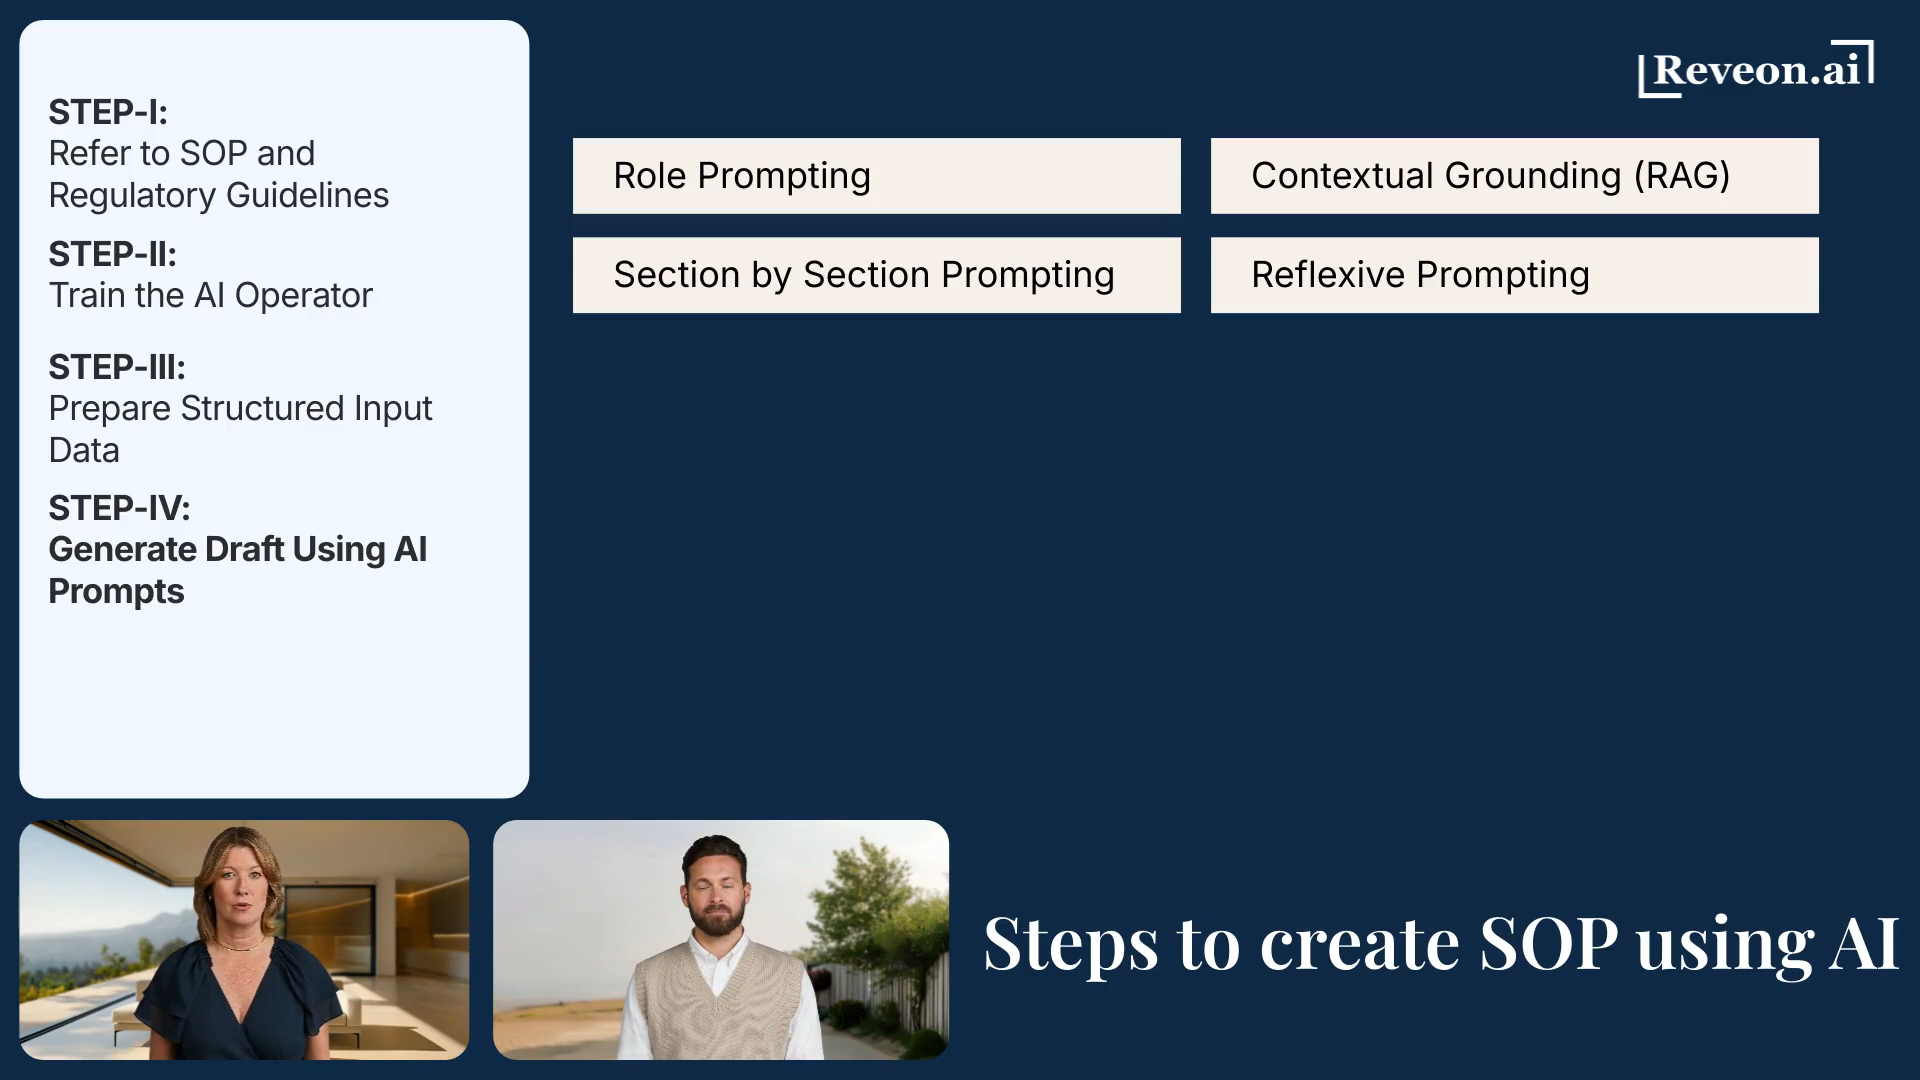 STEP-I:
Refer to SOP and
Regulatory Guidelines
STEP-II:
Train the AI Operator
STEP-III:
Prepare Structured Input
Data
STEP-IV:
Generate Draft Using AI
Prompts
Reveon.ai
Role Prompting
Contextual Grounding (RAG)
Section by Section Prompting
Reflexive Prompting
Steps to create SOP using AI